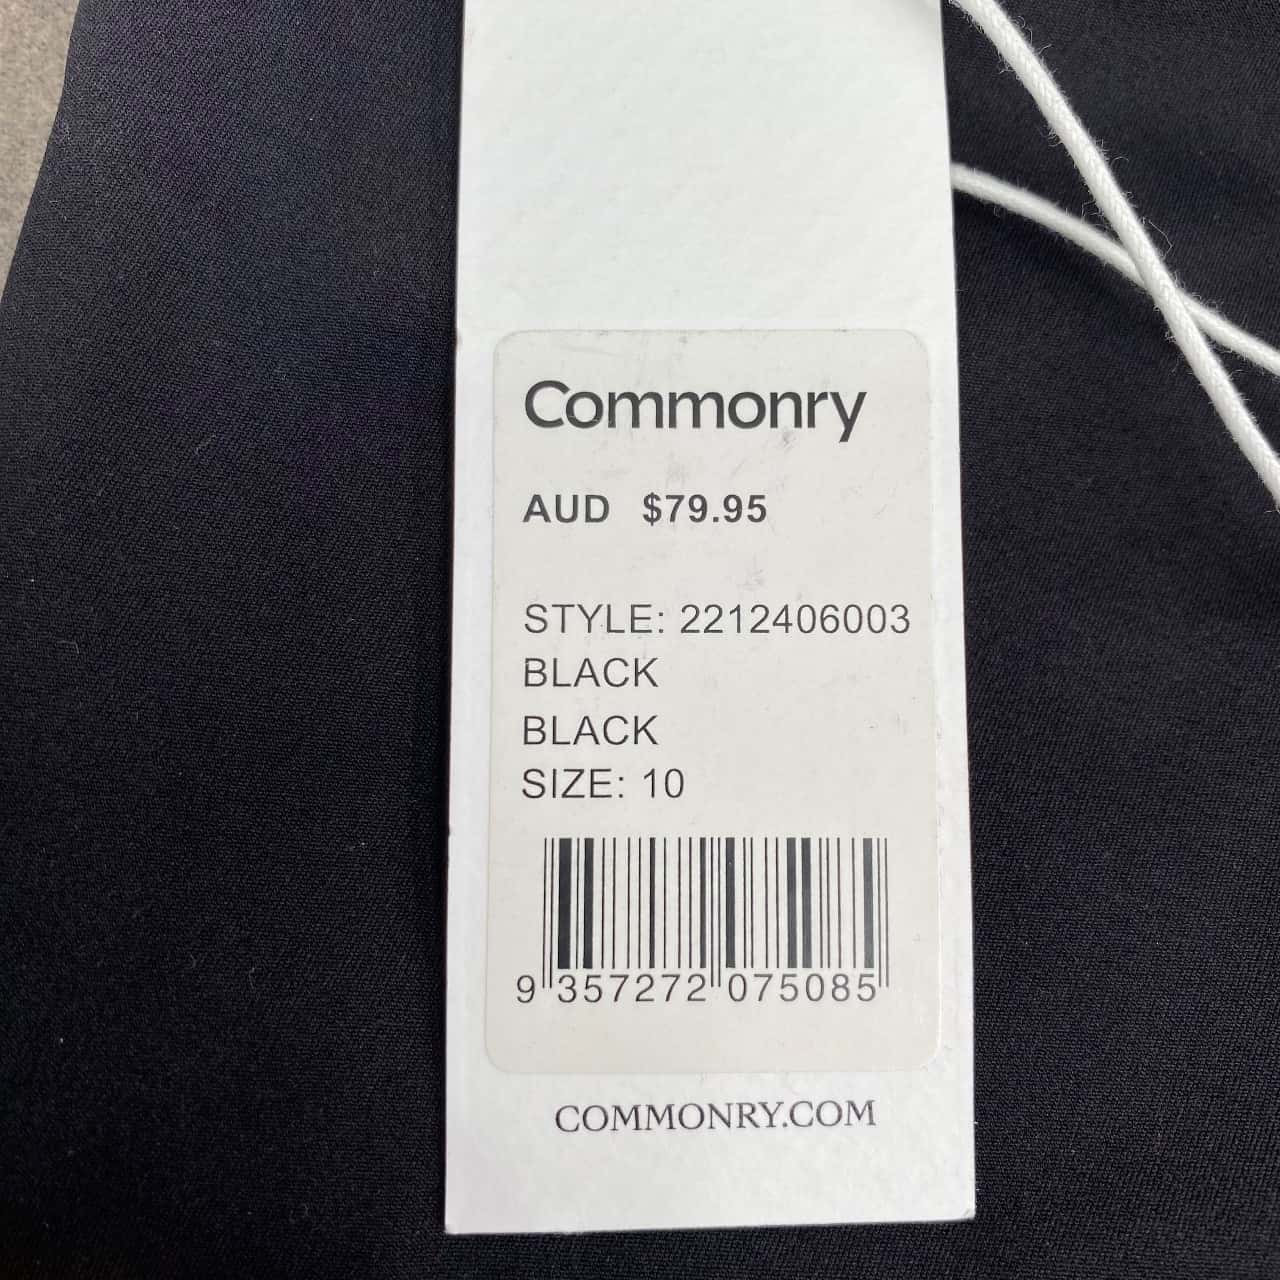 Commonry
AUD $79.95
STYLE: 2212406003
BLACK
BLACK
SIZE: 10
9 357272 075085
COMMONRY.COM